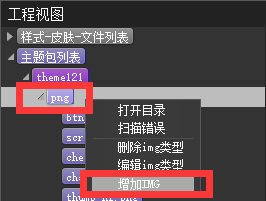 工程视图
样式-皮肤-文件列表
主题包列表
theme121
png
打开目录
btn
扫描错误
scr
删除img类型
che
编辑img类型
cha
增加IMG